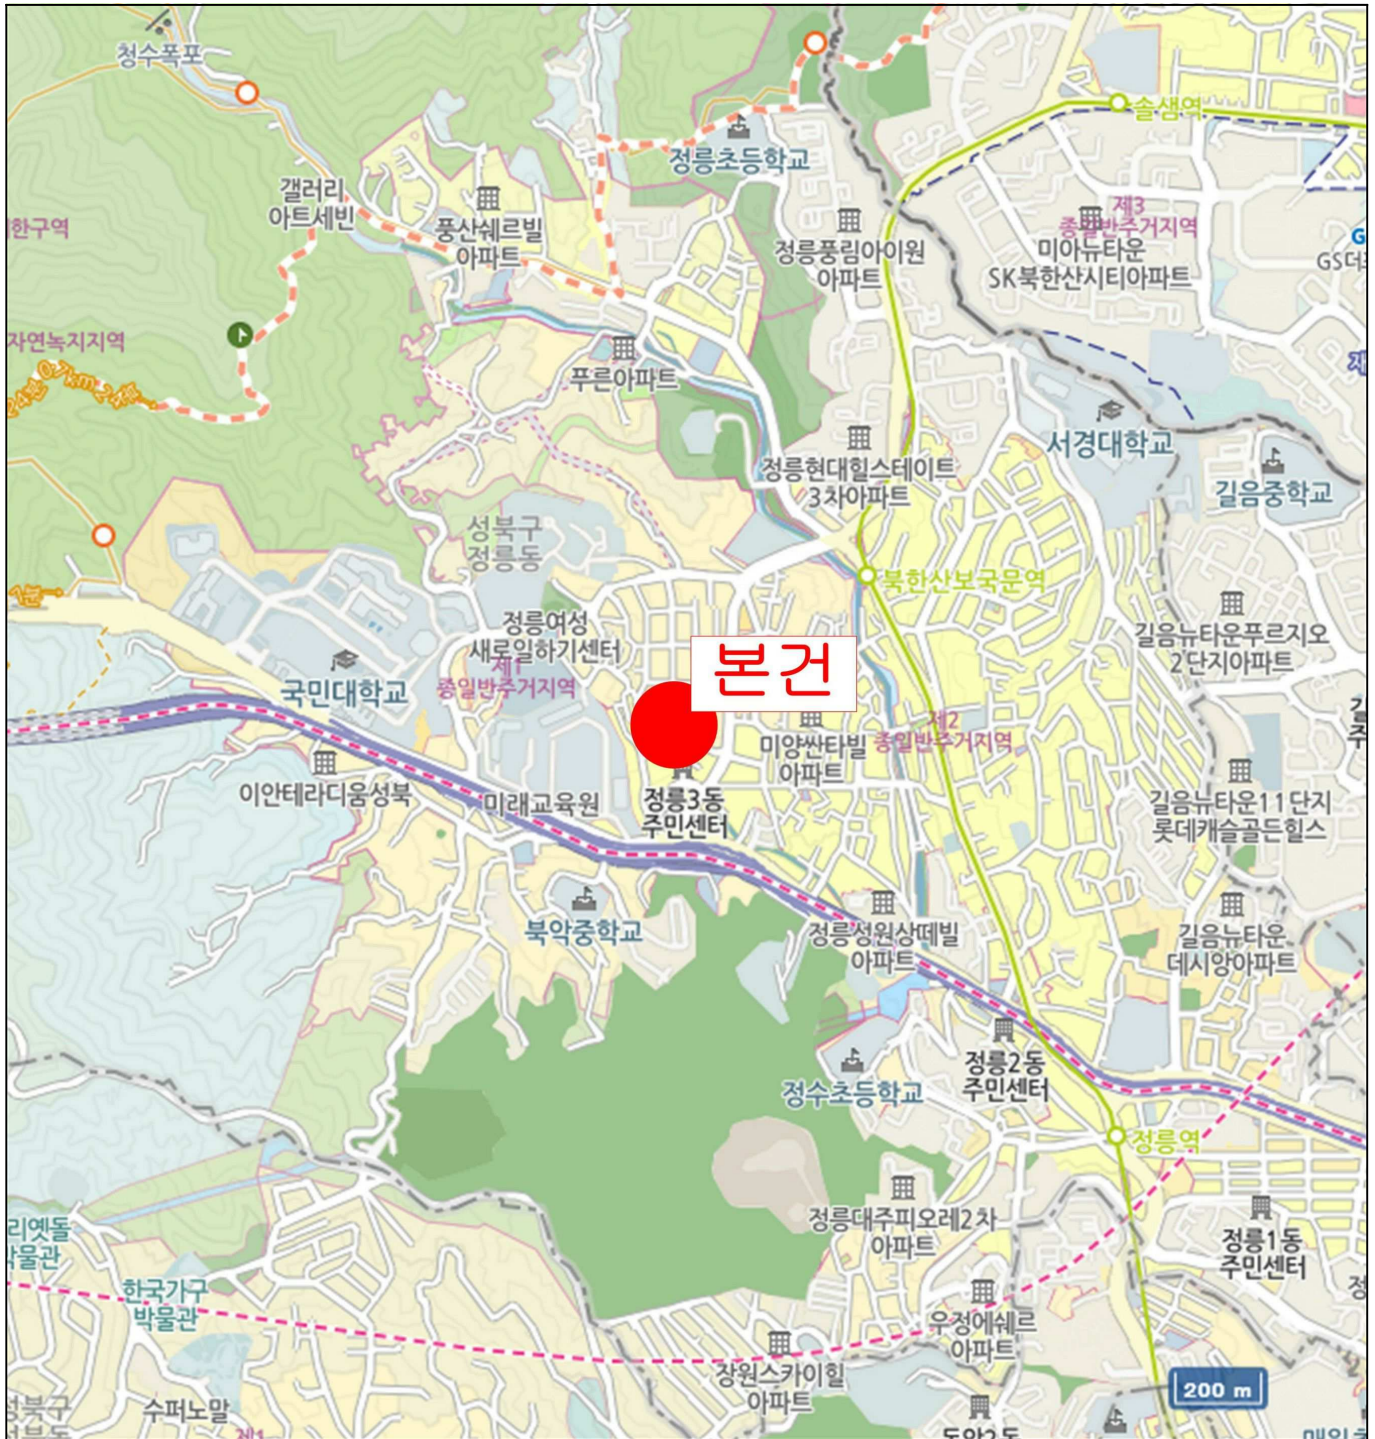 청수폭포
솔샘역
정릉초등학교
갤러리
아트세빈
풍산쉐르빌
아파트
제3
종일반주거지역
한구역
정릉풍림아이원
아파트
미아뉴타운
SK북한산시티아파트
GS더
자연녹지지역
푸른아파트
서경대학교
정릉현대힐스테이트
3차아파트
길음중학교
성북구
정릉동
북한산보국문역
정릉여성
새로일하기센터
길음뉴타운푸르지오
2단지아파트
본건
제1
종일반주거지역
국민대학교
제2
종일반주거지역
미양싼타빌
아파트
이안테라디움성북
미래교육원
정릉3동
주민센터
길음뉴타운11단지
롯데캐슬골든힐스
북악중학교
정릉성원상떼빌
아파트
길음뉴타운
데시앙아파트
정릉2동
주민센터
정수초등학교
정릉역
정릉대주피오레2차
아파트
정릉1동
주민센터
리옛돌
박물관
한국가구
박물관
우정에쉐르
아파트
장원스카이힐
아파트
200 m
수퍼노말
제1